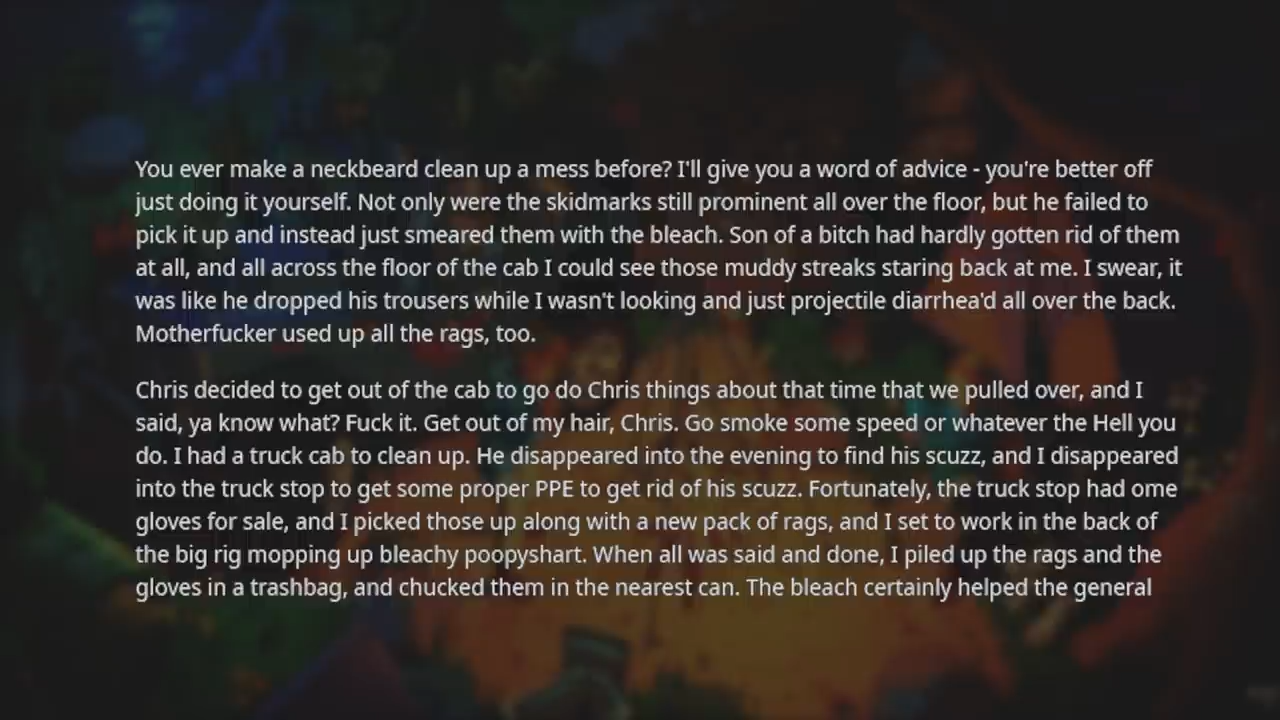 You ever make a neckbeard clean up a mess before? I'll give you a word of advice - you're better off
just doing it yourself. Not only were the skidmarks still prominent all over the floor, but he failed to
pick it up and instead just smeared them with the bleach. Son of a bitch had hardly gotten rid of them
at all, and all across the floor of the cab I could see those muddy streaks staring back at me. I swear, it
was like he dropped his trousers while I wasn't looking and just projectile diarrhea'd all over the back.
Motherfucker used up all the rags, too.
Chris decided to get out of the cab to go do Chris things about that time that we pulled over, and I
said, ya know what? Fuck it. Get out of my hair, Chris. Go smoke some speed or whatever the Hell you
do. I had a truck cab to clean up. He disappeared into the evening to find his scuzz, and I disappeared
into the truck stop to get some proper PPE to get rid of his scuzz. Fortunately, the truck stop had ome
gloves for sale, and I picked those up along with a new pack of rags, and I set to work in the back of
the big rig mopping up bleachy poopyshart. When all was said and done, I piled up the rags and the
gloves in a trashbag, and chucked them in the nearest can. The bleach certainly helped the general